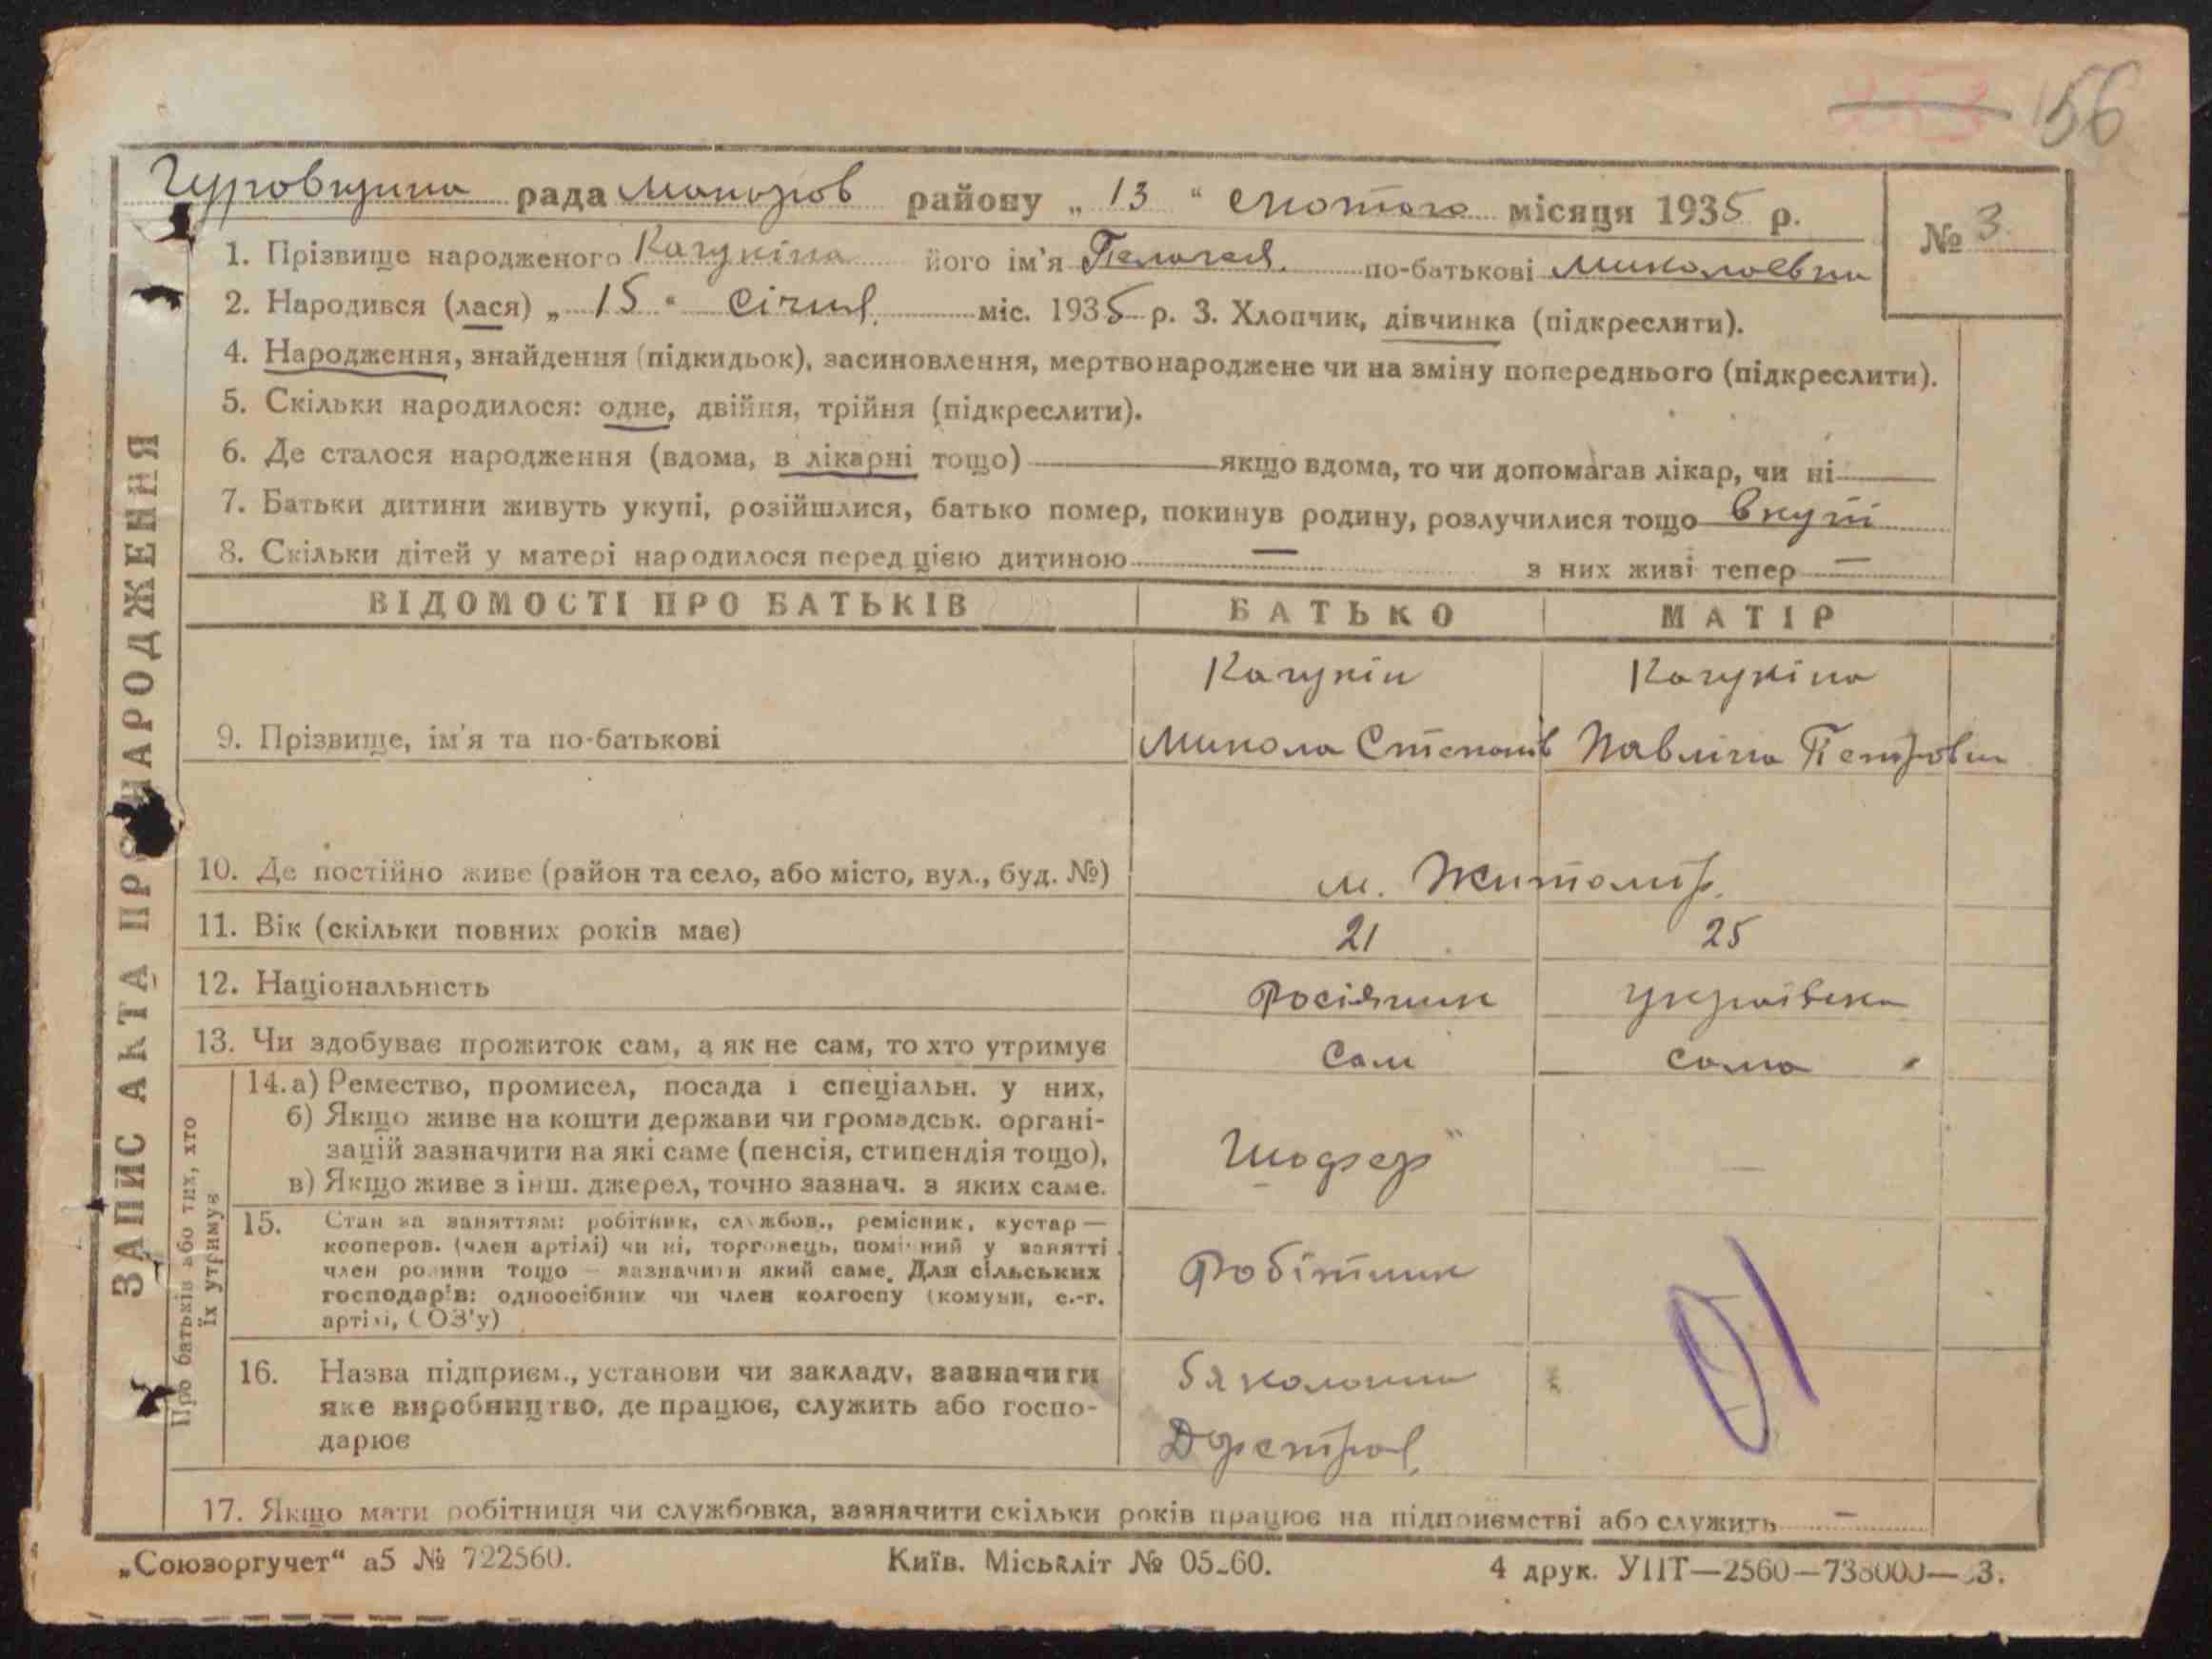 156
Гуровщина рада Макарів району „ 13 “ Лютого місяця 1935 р.
№ 3
1. Прізвище народженого Качукіна його ім'я Пелагея по-батькові Миколаевна
2. Народився (лася) „ 15 “ Січня міс. 1935 р. 3. Хлопчик, дівчинка (підкреслити).
4. Народження, знайдення (підкидьок), засиновлення, мертвонароджене чи на зміну попереднього (підкреслити).
5. Скільки народилося: одне, двійня, трійня (підкреслити).
6. Де сталося народження (вдома, в лікарні тощо) — якщо вдома, то чи допомагав лікар, чи ні —
7. Батьки дитини живуть укупі, розійшлися, батько помер, покинув родину, розлучилися тощо Вкупі
8. Скільки дітей у матері народилося перед цією дитиною — з них живі тепер —
ЗАПИС АКТА ПРО НАРОДЖЕННЯ
ВІДОМОСТІ ПРО БАТЬКІВ БАТЬКО МАТІР
Качукін Качукіна
9. Прізвище, ім'я та по-батькові Микола Степанів Павліна Петровн
10. Де постійно живе (район та село, або місто, вул., буд. №) м. Житомир.
11. Вік (скільки повних років має) 21 25
12. Національність Росіянин Українка
13. Чи здобуває прожиток сам, а як не сам, то хто утримує Сам сама
Про батьків або тих, хто їх утримує
14. а) Ремество, промисел, посада і спеціальн. у них,
б) Якщо живе на кошти держави чи громадськ. органі-
зацій зазначити на які саме (пенсія, стипендія тощо), Шофер —
в) Якщо живе з інш. джерел, точно зазнач. з яких саме.
15. Стан за заняттям: робітник, службов., ремісник, кустар —
кооперов. (член артілі) чи ні, торговець, помічний у занятті
член родини тощо — зазначити який саме. Для сільських Робітник
господарів: одноосібник чи член колгоспу (комуни, с.-г.
артілі, СОЗ'у)
16. Назва підприєм., установи чи закладу, зазначити 5я колонна
яке виробництво, де працює, служить або госпо-
дарює
17. Якщо мати робітниця чи службовка, зазначити скільки років працює на підприємстві або служить —
„Союзоргучет“ а5 № 722560. Київ. Міськліт № 05-60. 4 друк. УПТ—2560—738000—33.